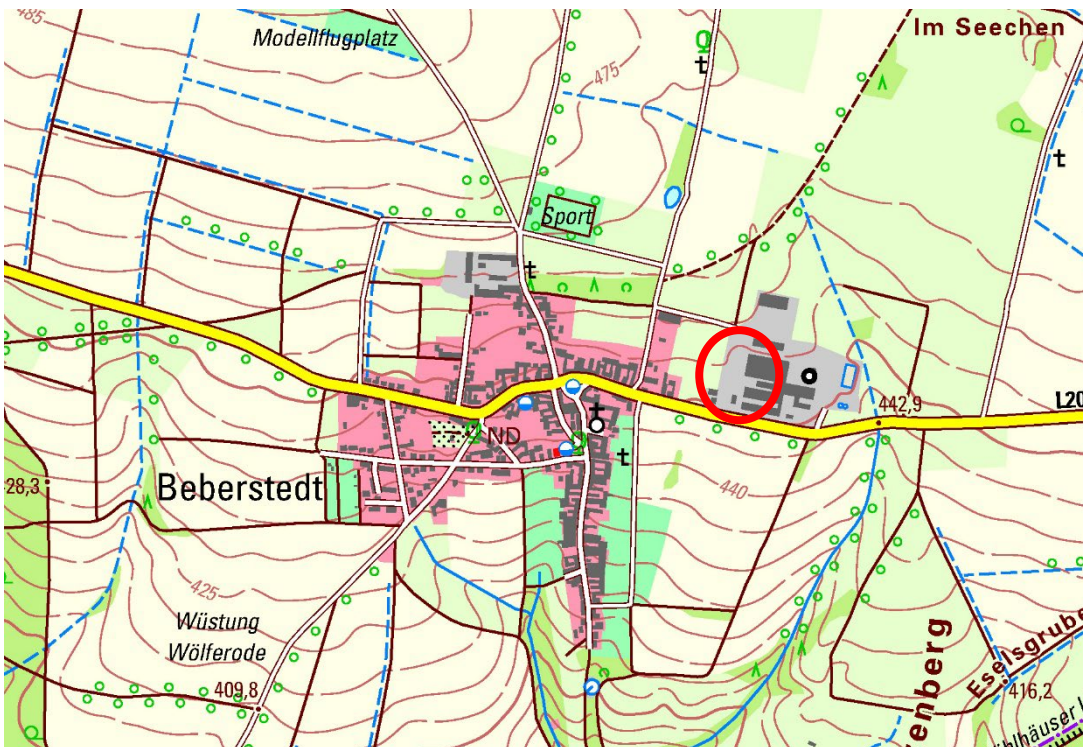 485
Modellflugplatz
475
Im Seechen
Sport
442,9
L20
ND
Beberstedt
440
28,3
425
Wüstung
Wölferode
409,8
enberg
Eselsgrube
416,2